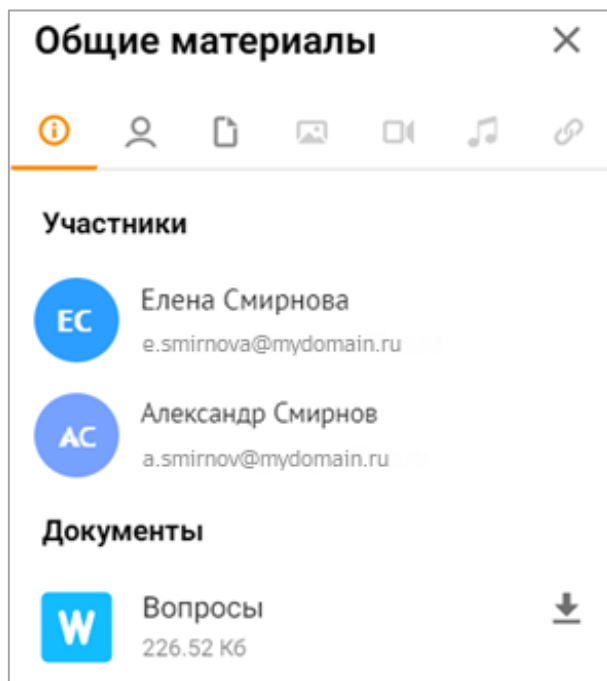 Общие материалы
Участники
ЕС
Елена Смирнова
e.smirnova@mydomain.ru
АС
Александр Смирнов
a.smirnov@mydomain.ru
Документы
W
Вопросы
226.52 Кб